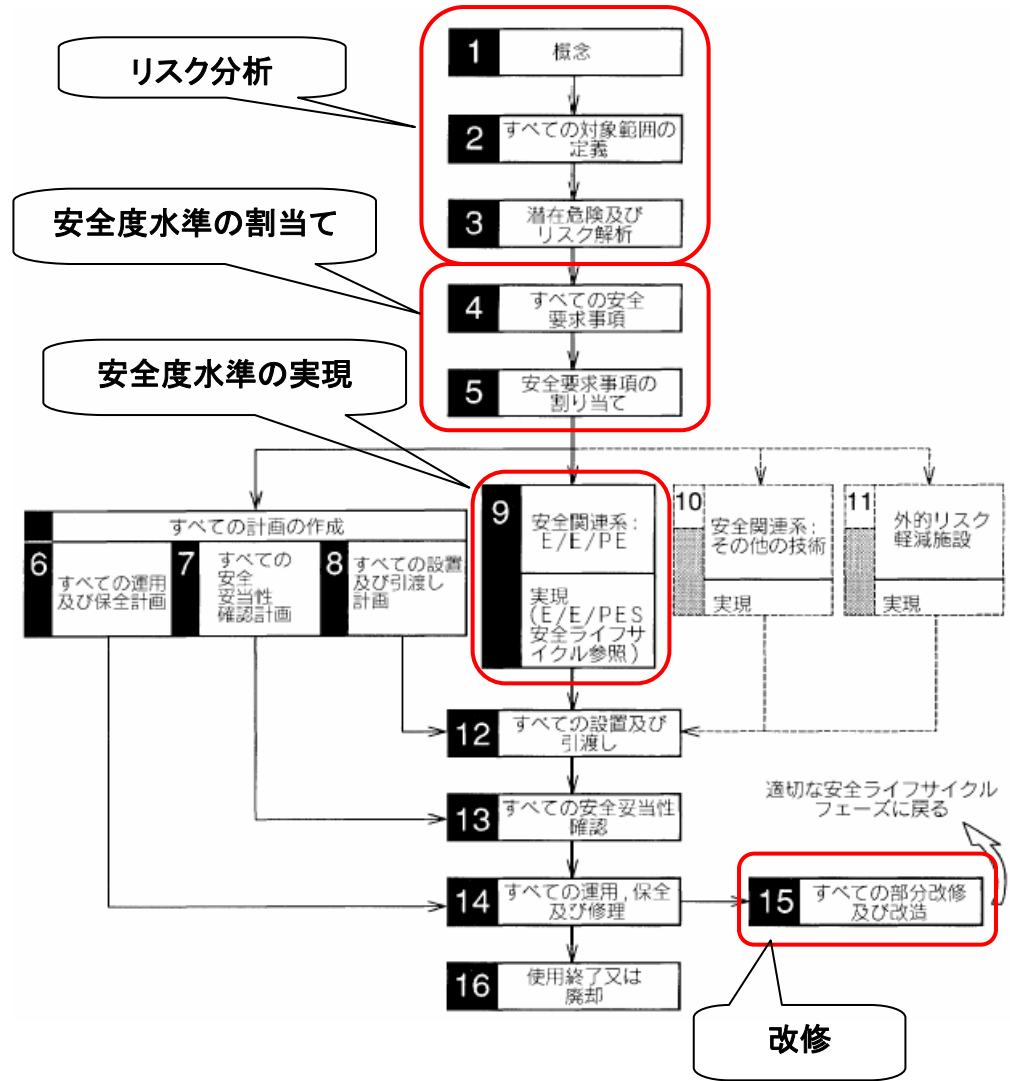 リスク分析
1
概念
2
すべての対象範囲の
定義
3
潜在危険及び
リスク解析
安全度水準の割当て
4
すべての安全
要求事項
5
安全要求事項の
割り当て
安全度水準の実現
すべての計画の作成
6
すべての運用
及び保全計画
7
すべての
安全
妥当性
確認計画
8
すべての設置
及び引渡し
計画
9
安全関連系:
E/E/PE
実現
(E/E/PES
安全ライフサ
イクル参照)
10
安全関連系:
その他の技術
実現
11
外的リスク
軽減施設
実現
12
すべての設置及び
引渡し
13
すべての安全妥当性
確認
14
すべての運用,保全
及び修理
適切な安全ライフサイクル
フェーズに戻る
15
すべての部分改修
及び改造
16
使用終了又は
廃却
改修